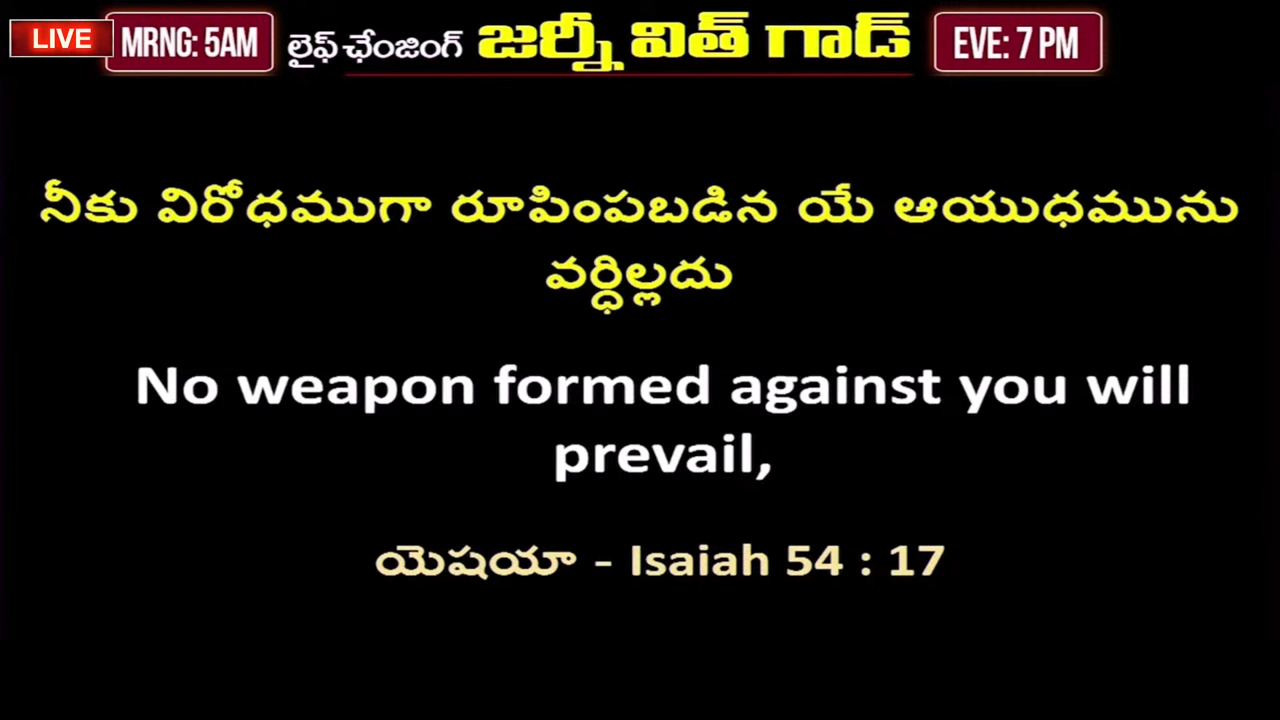 LIVE MRNG: 5AM లైఫ్ ఛేంజింగ్ జర్నీ విత్ గాడ్ EVE: 7 PM
నీకు విరోధముగా రూపింపబడిన యే ఆయుధమును
వర్ధిల్లదు
No weapon formed against you will
prevail,
యెషయా - Isaiah 54 : 17